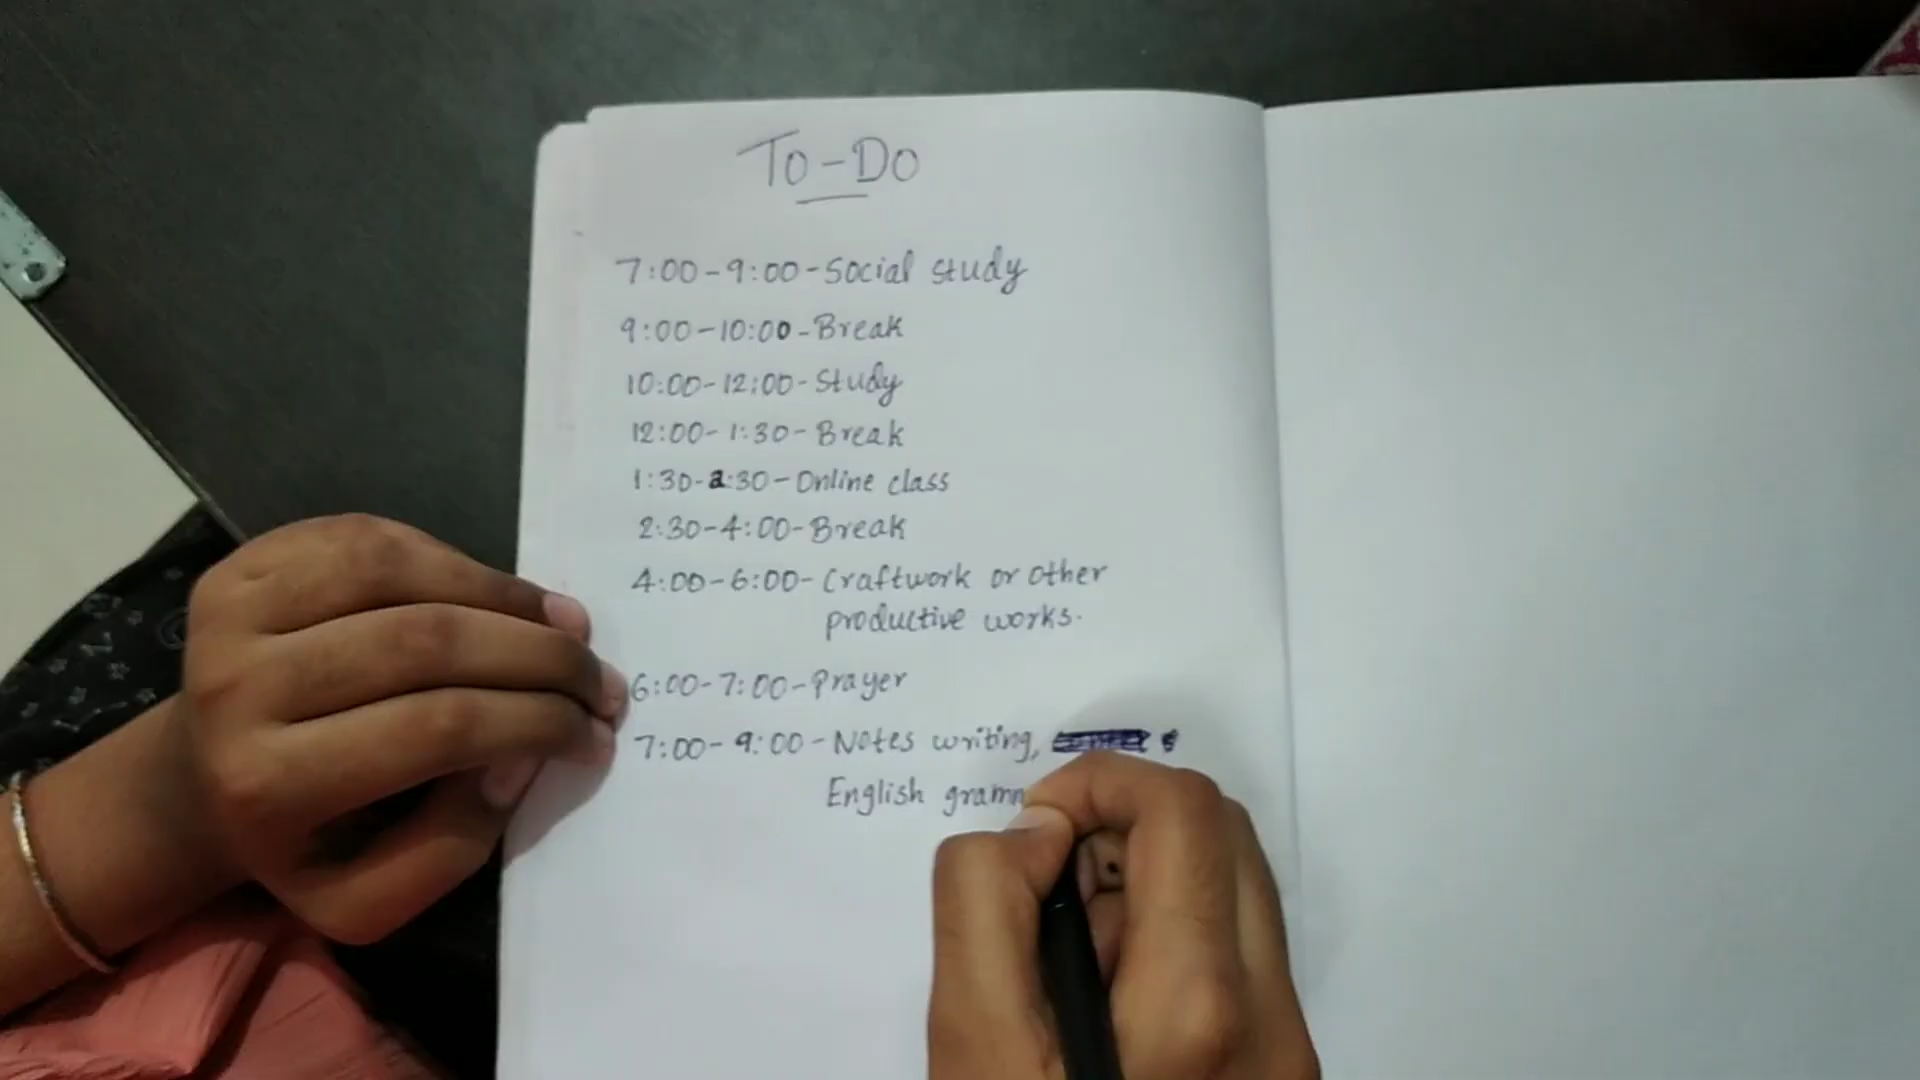 To-Do
7:00-9:00-Social study
9:00-10:00-Break
10:00-12:00-Study
12:00-1:30-Break
1:30-2:30-Online class
2:30-4:00-Break
4:00-6:00-Craftwork or other
productive works.
6:00-7:00-Prayer
7:00-9:00-Notes writing,
English